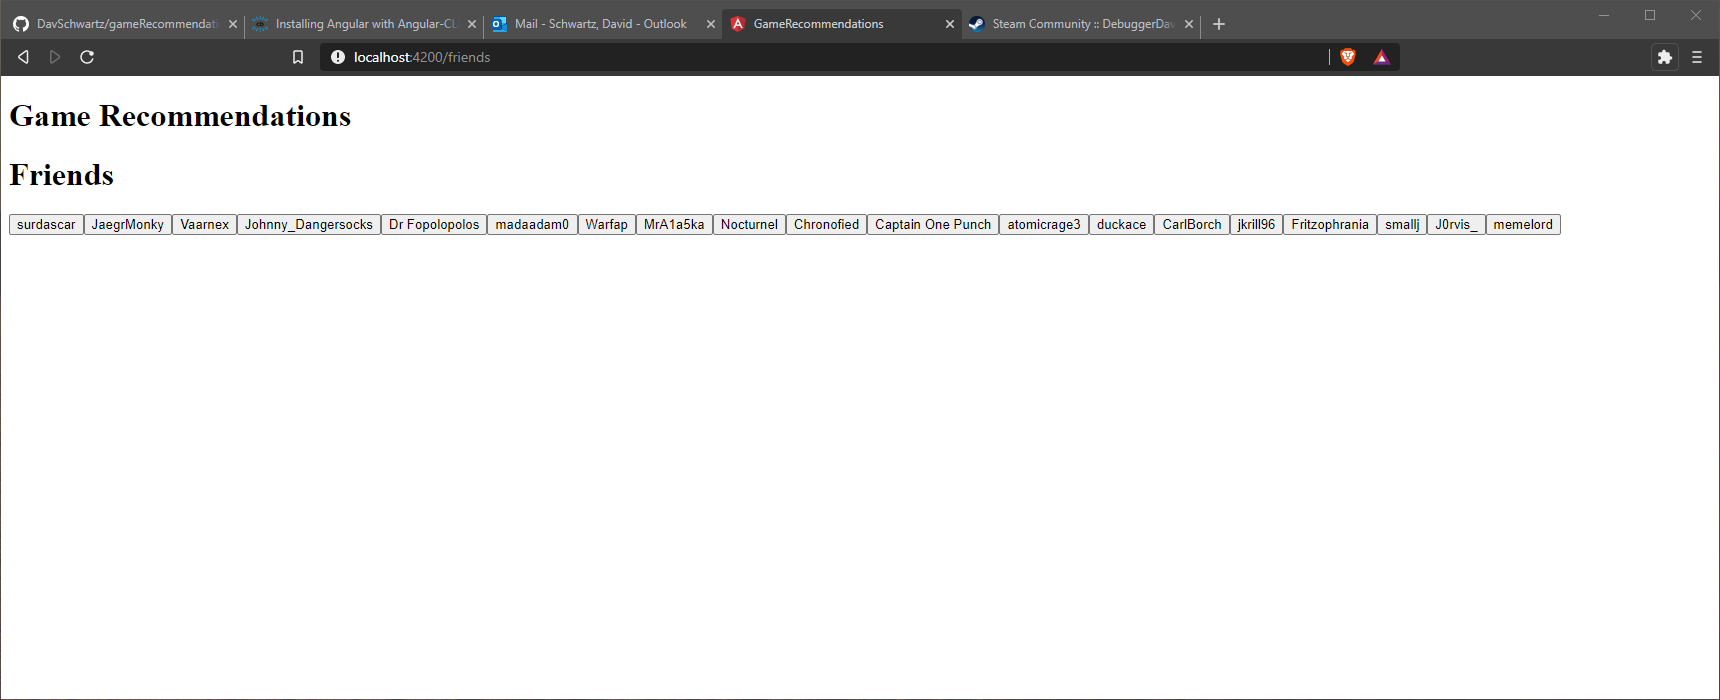 DavSchwartz/gameRecommendati
Installing Angular with Angular-CL
Mail - Schwartz, David - Outlook
GameRecommendations
Steam Community :: DebuggerDav
localhost:4200/friends
Game Recommendations
Friends
surdascar JaegrMonky Vaarnex Johnny_Dangersocks Dr Fopolopolos madaadam0 Warfap MrA1a5ka Nocturnel Chronofied Captain One Punch atomicrage3 duckace CarlBorch jkrill96 Fritzophrania smallj J0rvis_ memelord